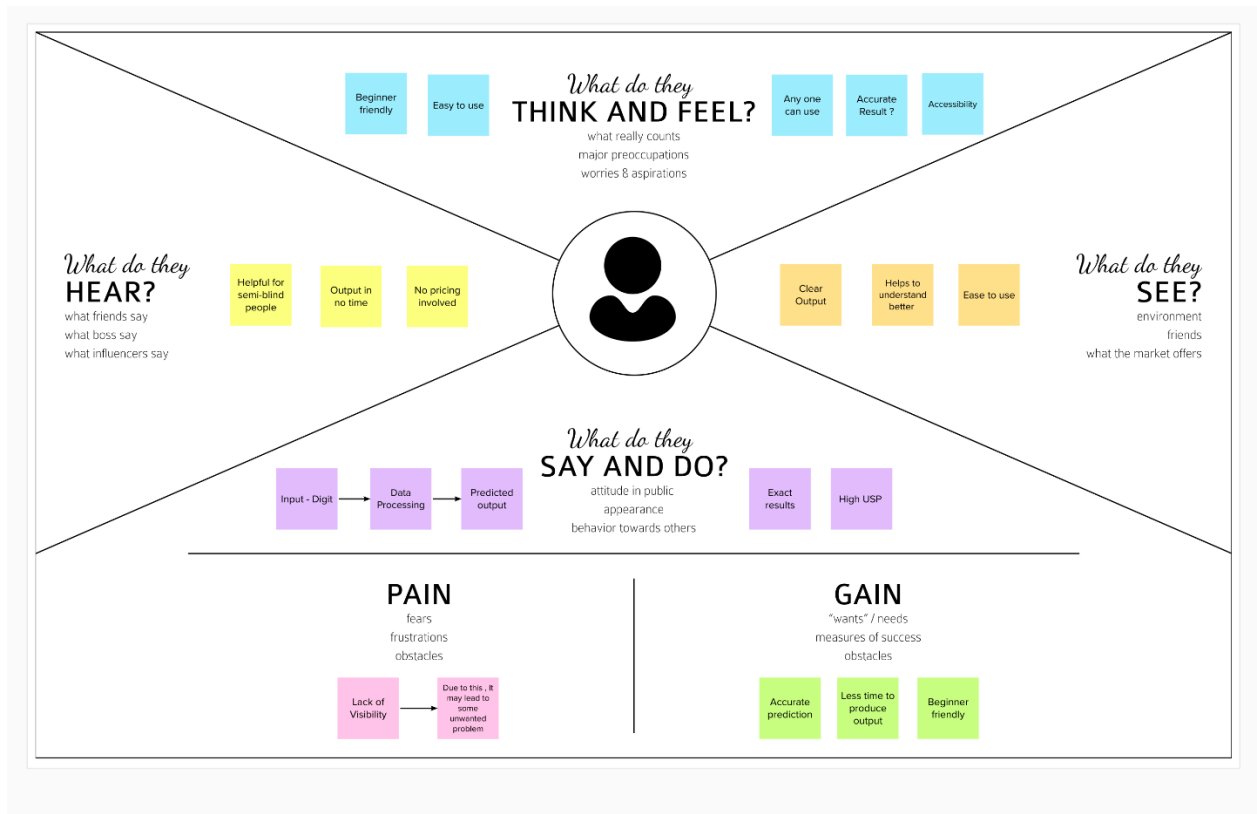 What do they
THINK AND FEEL?
what really counts
major preoccupations
worries & aspirations
Beginner
friendly
Easy to use
Any one
can use
Accurate
Result ?
Accessibility
What do they
HEAR?
what friends say
what boss say
what influencers say
Helpful for
semi-blind
people
Output in
no time
No pricing
involved
Clear
Output
Helps to
understand
better
Ease to use
What do they
SEE?
environment
friends
what the market offers
What do they
SAY AND DO?
attitude in public
appearance
behavior towards others
Input - Digit
Data
Processing
Predicted
output
Exact
results
High USP
PAIN
fears
frustrations
obstacles
Lack of
Visibility
Due to this , It
may lead to
some
unwanted
problem
GAIN
“wants” / needs
measures of success
obstacles
Accurate
prediction
Less time to
produce
output
Beginner
friendly